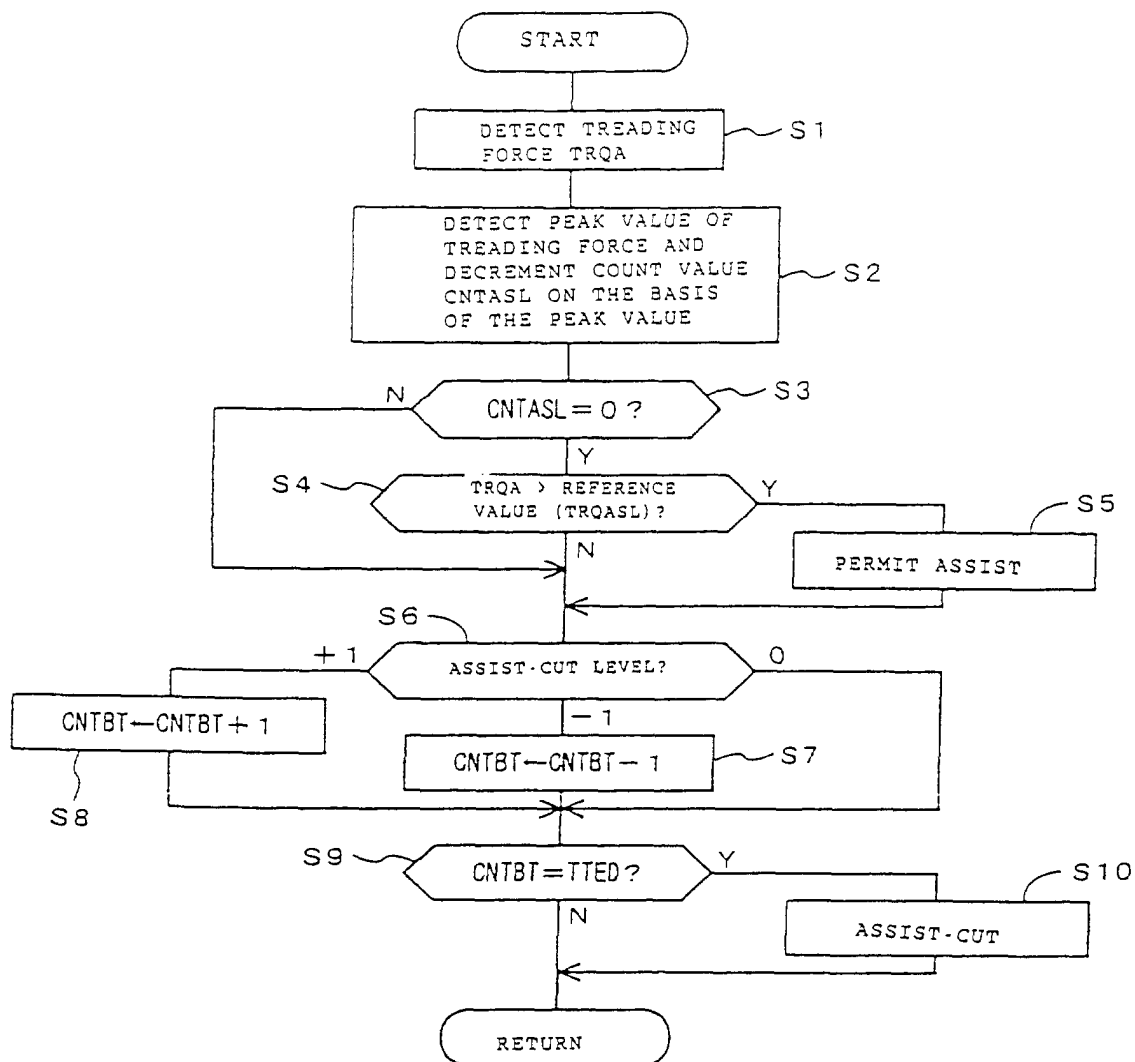 START
DETECT TREADING
FORCE TRQA
S1
DETECT PEAK VALUE OF
TREADING FORCE AND
DECREMENT COUNT VALUE
CNTASL ON THE BASIS
OF THE PEAK VALUE
S2
N
CNTASL=0?
S3
Y
S4
TRQA > REFERENCE
VALUE (TRQASL)?
Y
S5
N
PERMIT ASSIST
S6
+1
ASSIST-CUT LEVEL?
0
-1
CNTBT←CNTBT+1
CNTBT←CNTBT-1
S7
S8
S9
CNTBT=TTED?
Y
S10
N
ASSIST-CUT
RETURN